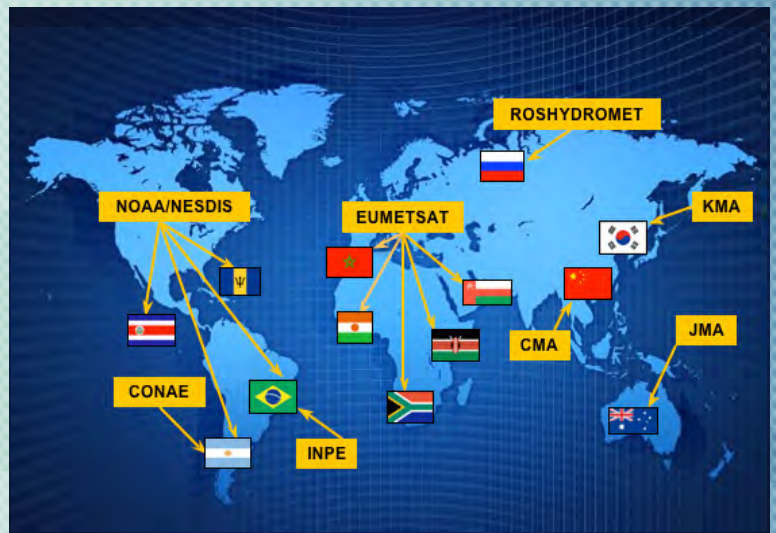 ROSHYDROMET
NOAA/NESDIS
EUMETSAT
KMA
CMA
JMA
CONAE
INPE